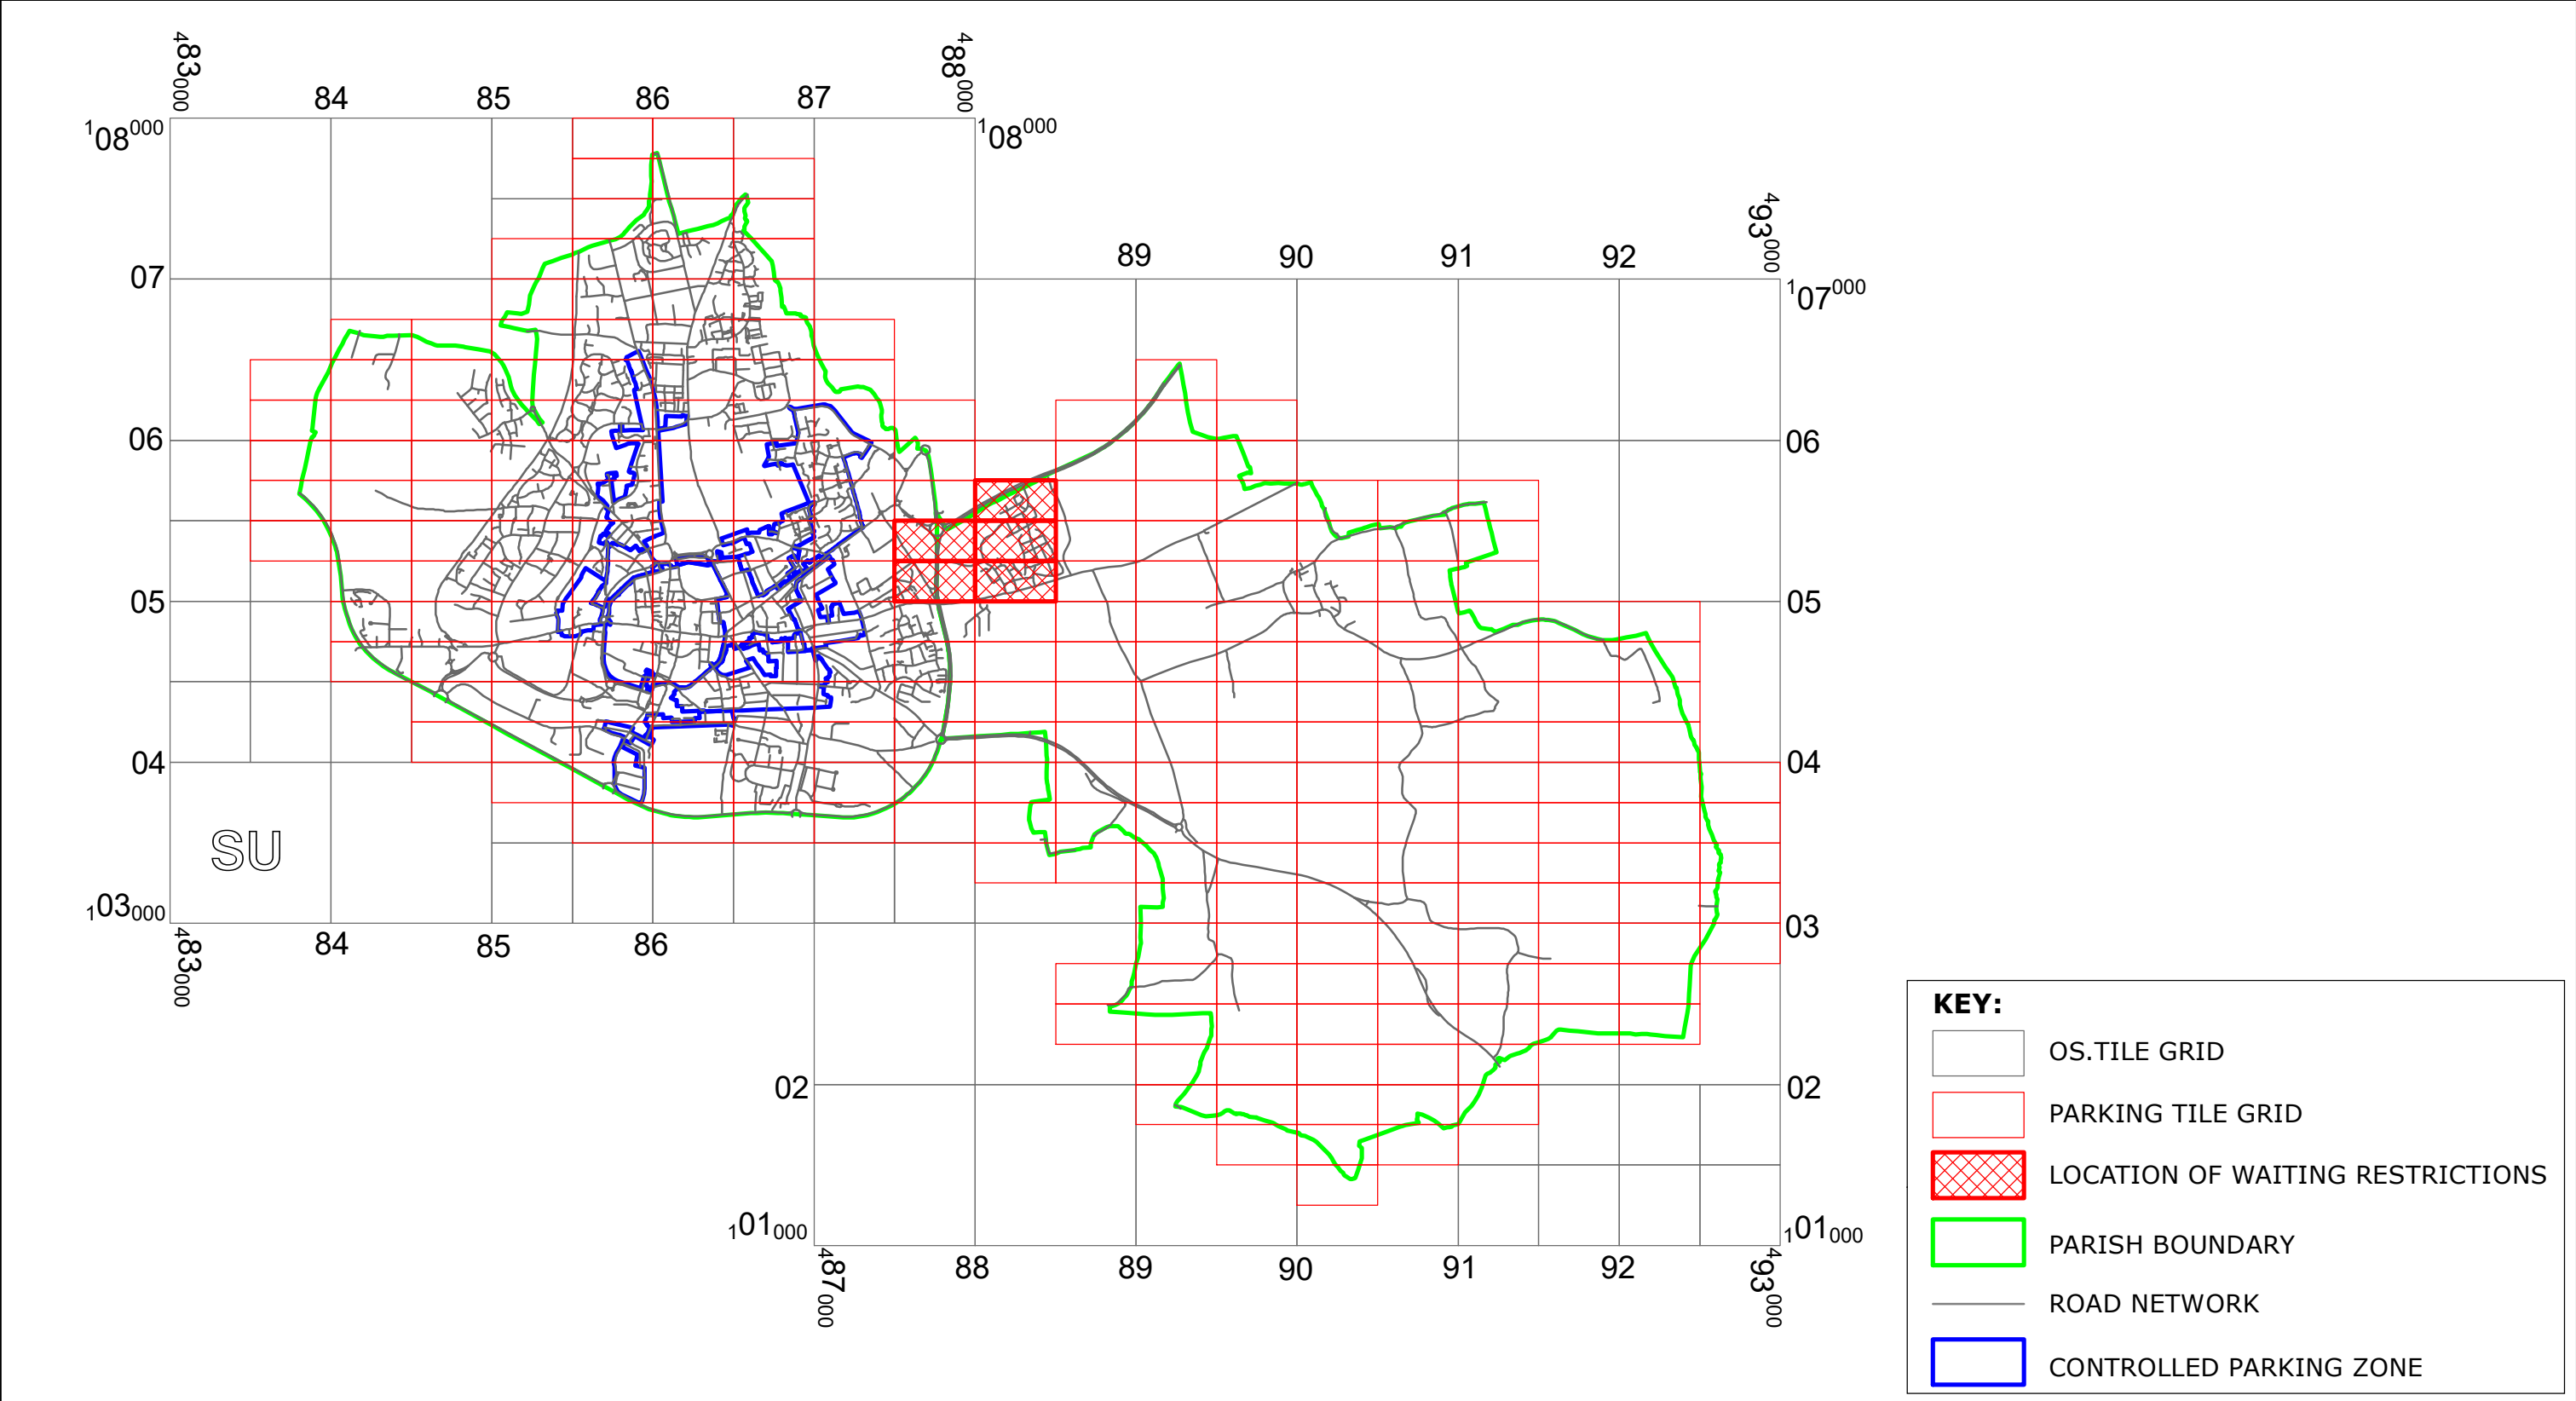 483000
488000
84 85 86 87
108000
108000
493000
89 90 91 92
07
107000
06
06
05
05
04
04
SU
103000
03
84 85 86
483000
02
02
101000
101000
487000
88 89 90 91 92
493000
KEY:
OS.TILE GRID
PARKING TILE GRID
LOCATION OF WAITING RESTRICTIONS
PARISH BOUNDARY
ROAD NETWORK
CONTROLLED PARKING ZONE